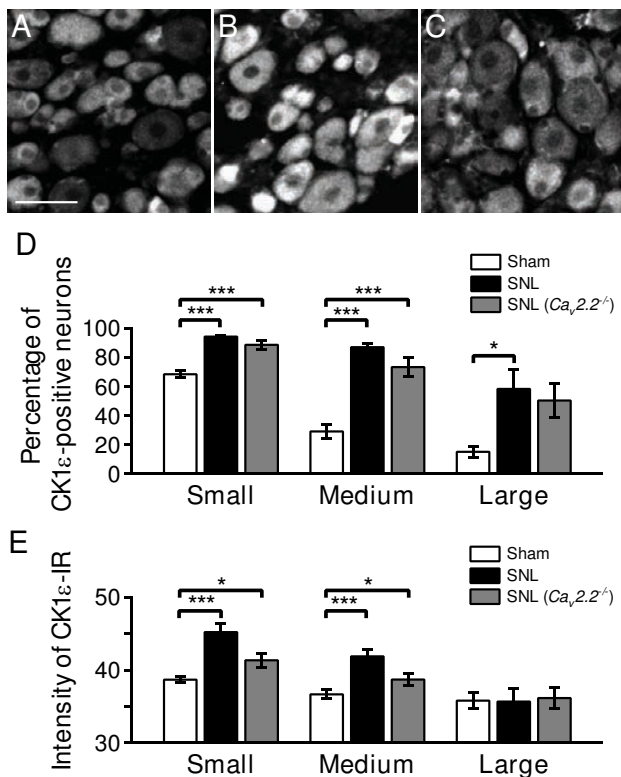 A B C
D
Sham
SNL
SNL (Caᵥ2.2⁻/⁻)
Percentage of
CK1ε-positive neurons
100
80
60
40
20
0
*** ***
*** *** *
Small Medium Large
E
Sham
SNL
SNL (Caᵥ2.2⁻/⁻)
Intensity of CK1ε-IR
50
40
30
* *
*** ***
Small Medium Large